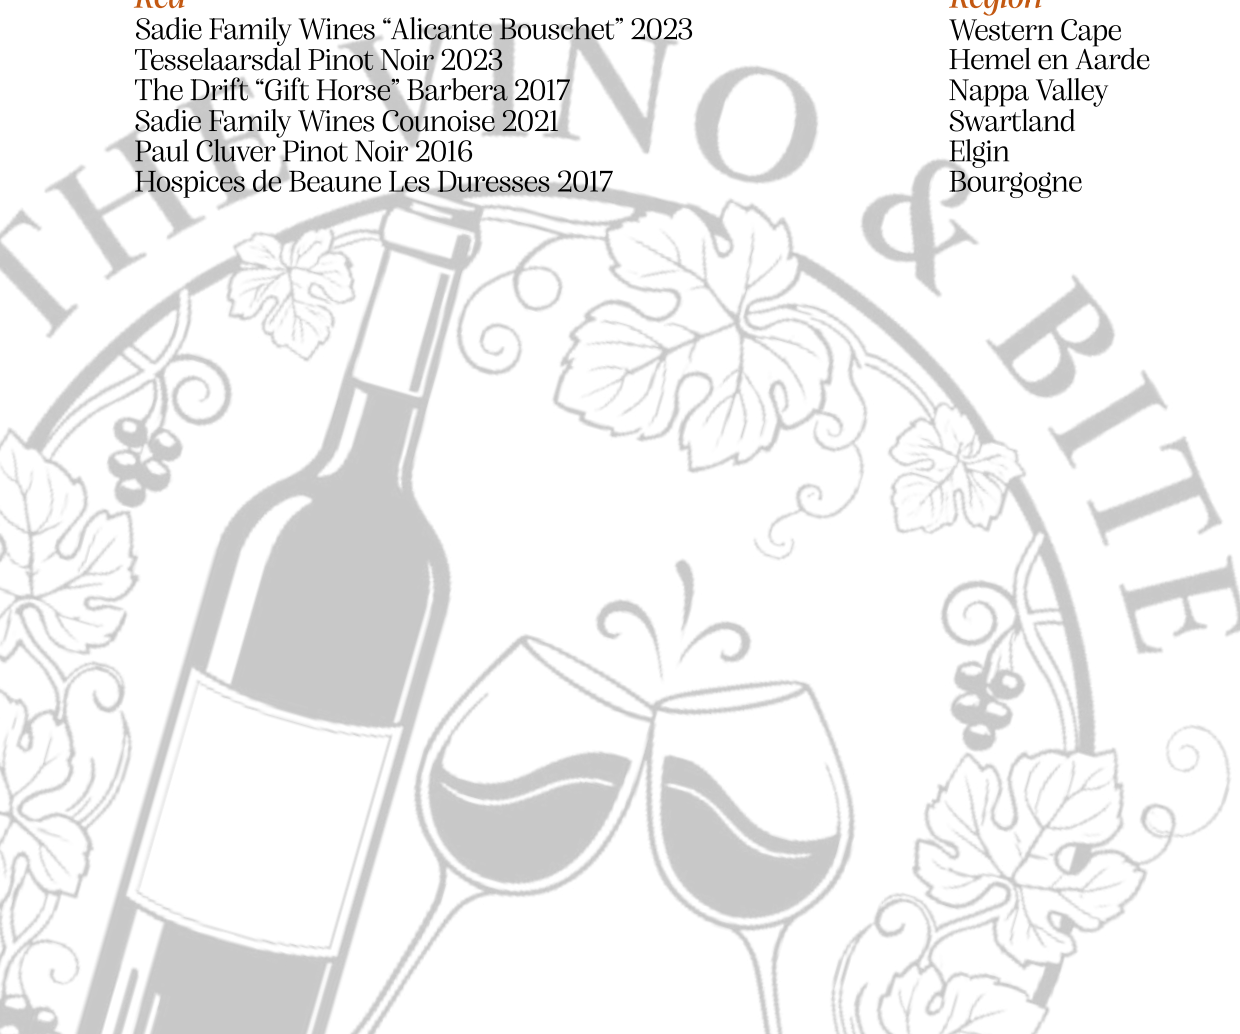 Red Region
Sadie Family Wines “Alicante Bouschet” 2023 Western Cape
Tesselaarsdal Pinot Noir 2023 Hemel en Aarde
The Drift “Gift Horse” Barbera 2017 Nappa Valley
Sadie Family Wines Counoise 2021 Swartland
Paul Cluver Pinot Noir 2016 Elgin
Hospices de Beaune Les Duresses 2017 Bourgogne
THE VINO & BITE